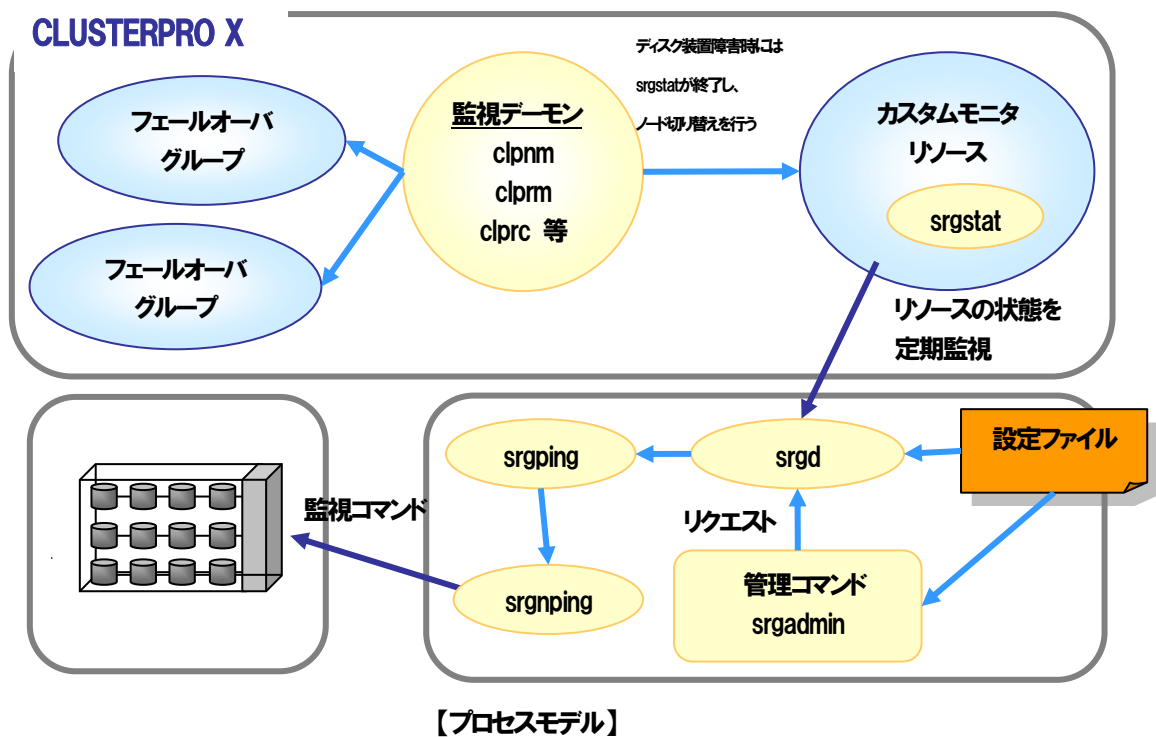 CLUSTERPRO X
フェールオーバ
グループ
フェールオーバ
グループ
監視デーモン
clpnm
clprm
clprc 等
ディスク装置障害時には
srgstatが終了し、
ノード切り替えを行う
カスタムモニタ
リソース
srgstat
リソースの状態を
定期監視
監視コマンド
srgping
srgnping
srgd
リクエスト
管理コマンド
srgadmin
設定ファイル
【プロセスモデル】